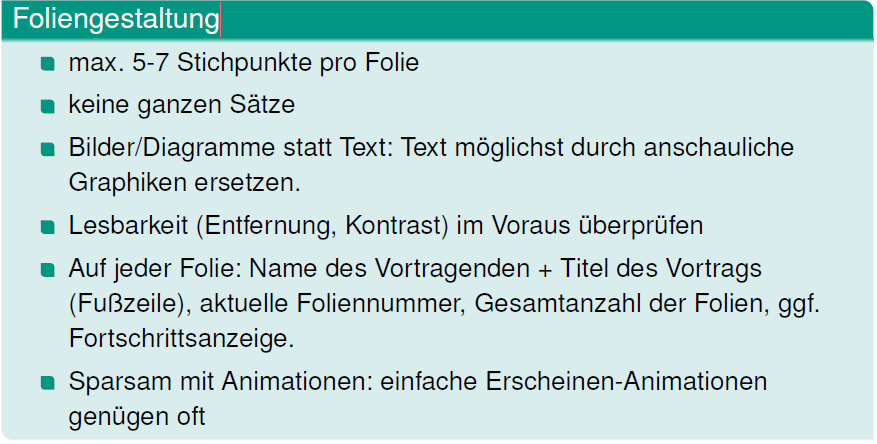 Foliengestaltung
max. 5-7 Stichpunkte pro Folie
keine ganzen Sätze
Bilder/Diagramme statt Text: Text möglichst durch anschauliche
Graphiken ersetzen.
Lesbarkeit (Entfernung, Kontrast) im Voraus überprüfen
Auf jeder Folie: Name des Vortragenden + Titel des Vortrags
(Fußzeile), aktuelle Foliennummer, Gesamtanzahl der Folien, ggf.
Fortschrittsanzeige.
Sparsam mit Animationen: einfache Erscheinen-Animationen
genügen oft